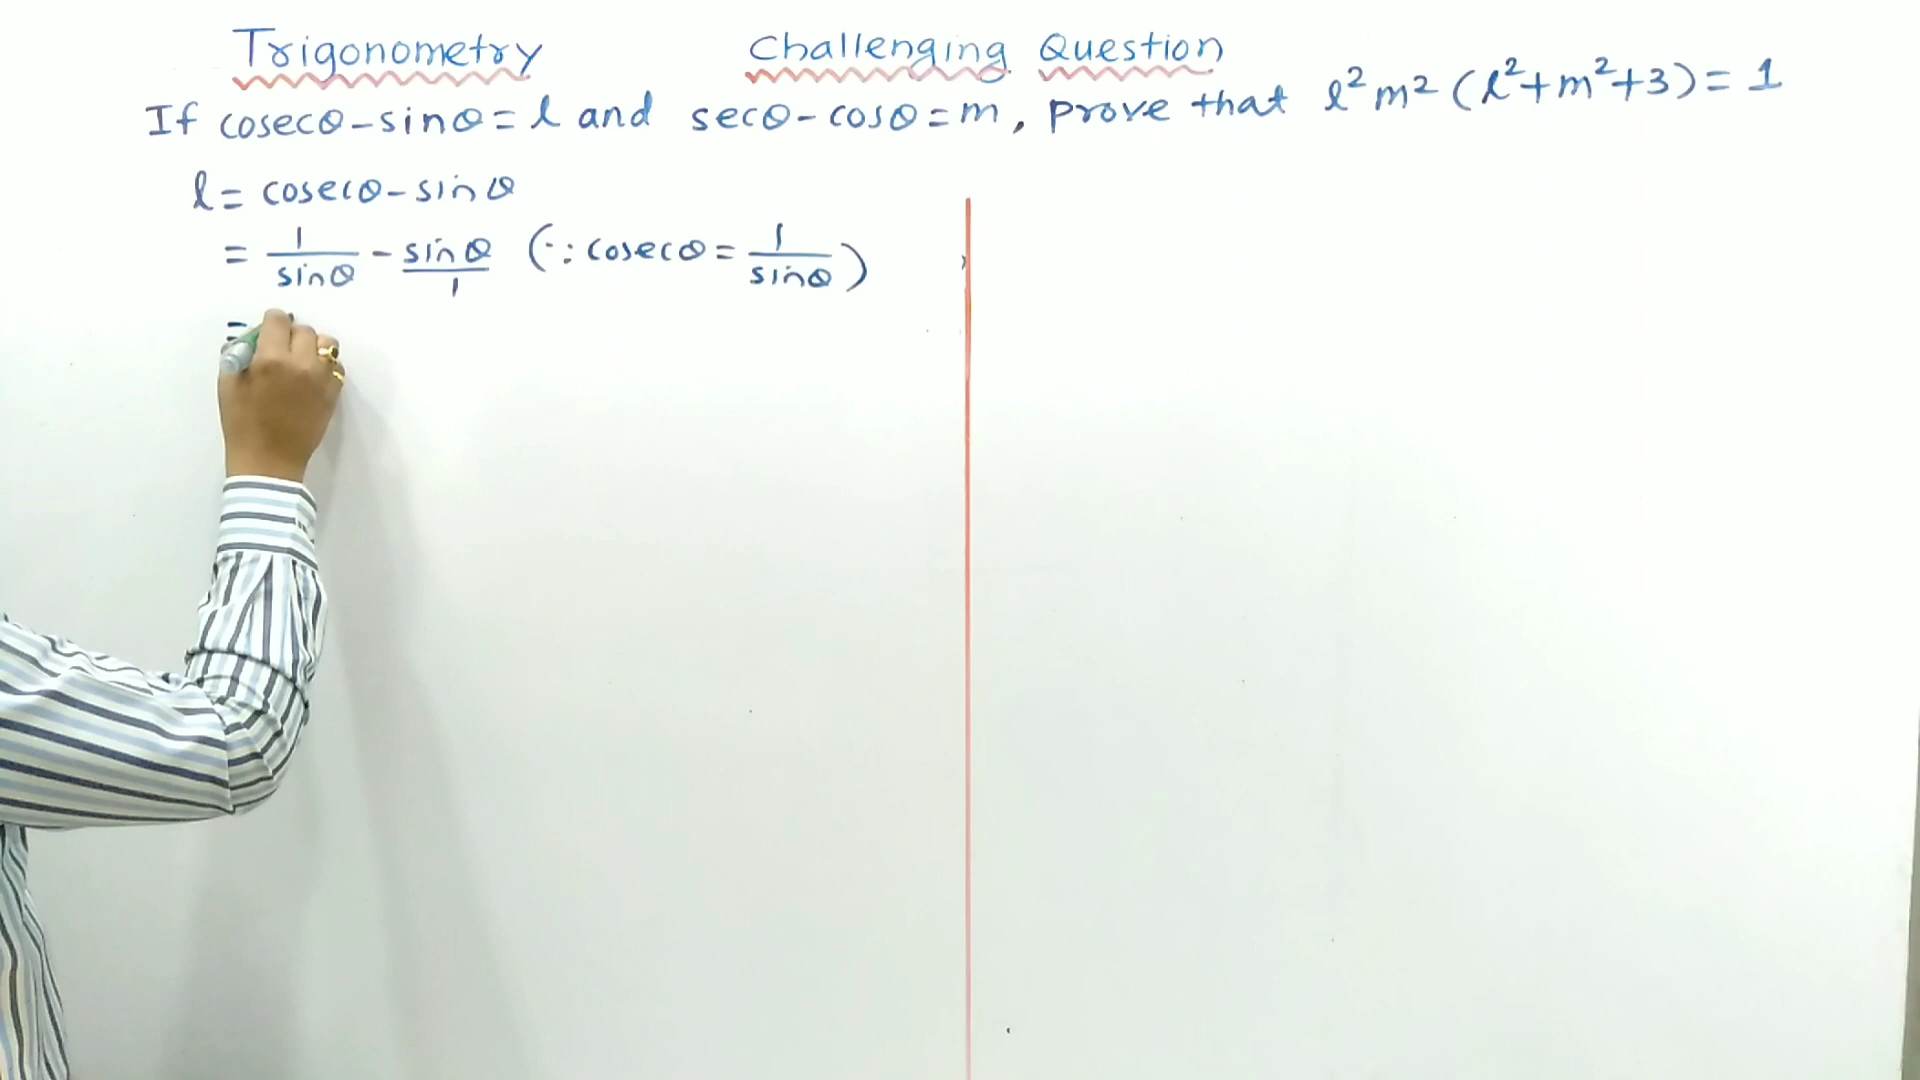 Trigonometry Challenging Question
If cosecθ-sinθ=l and secθ-cosθ=m, prove that l²m²(l²+m²+3)=1
l= cosecθ-sinθ
= 1/sinθ - sinθ/1 (∵ cosecθ = 1/sinθ)
=